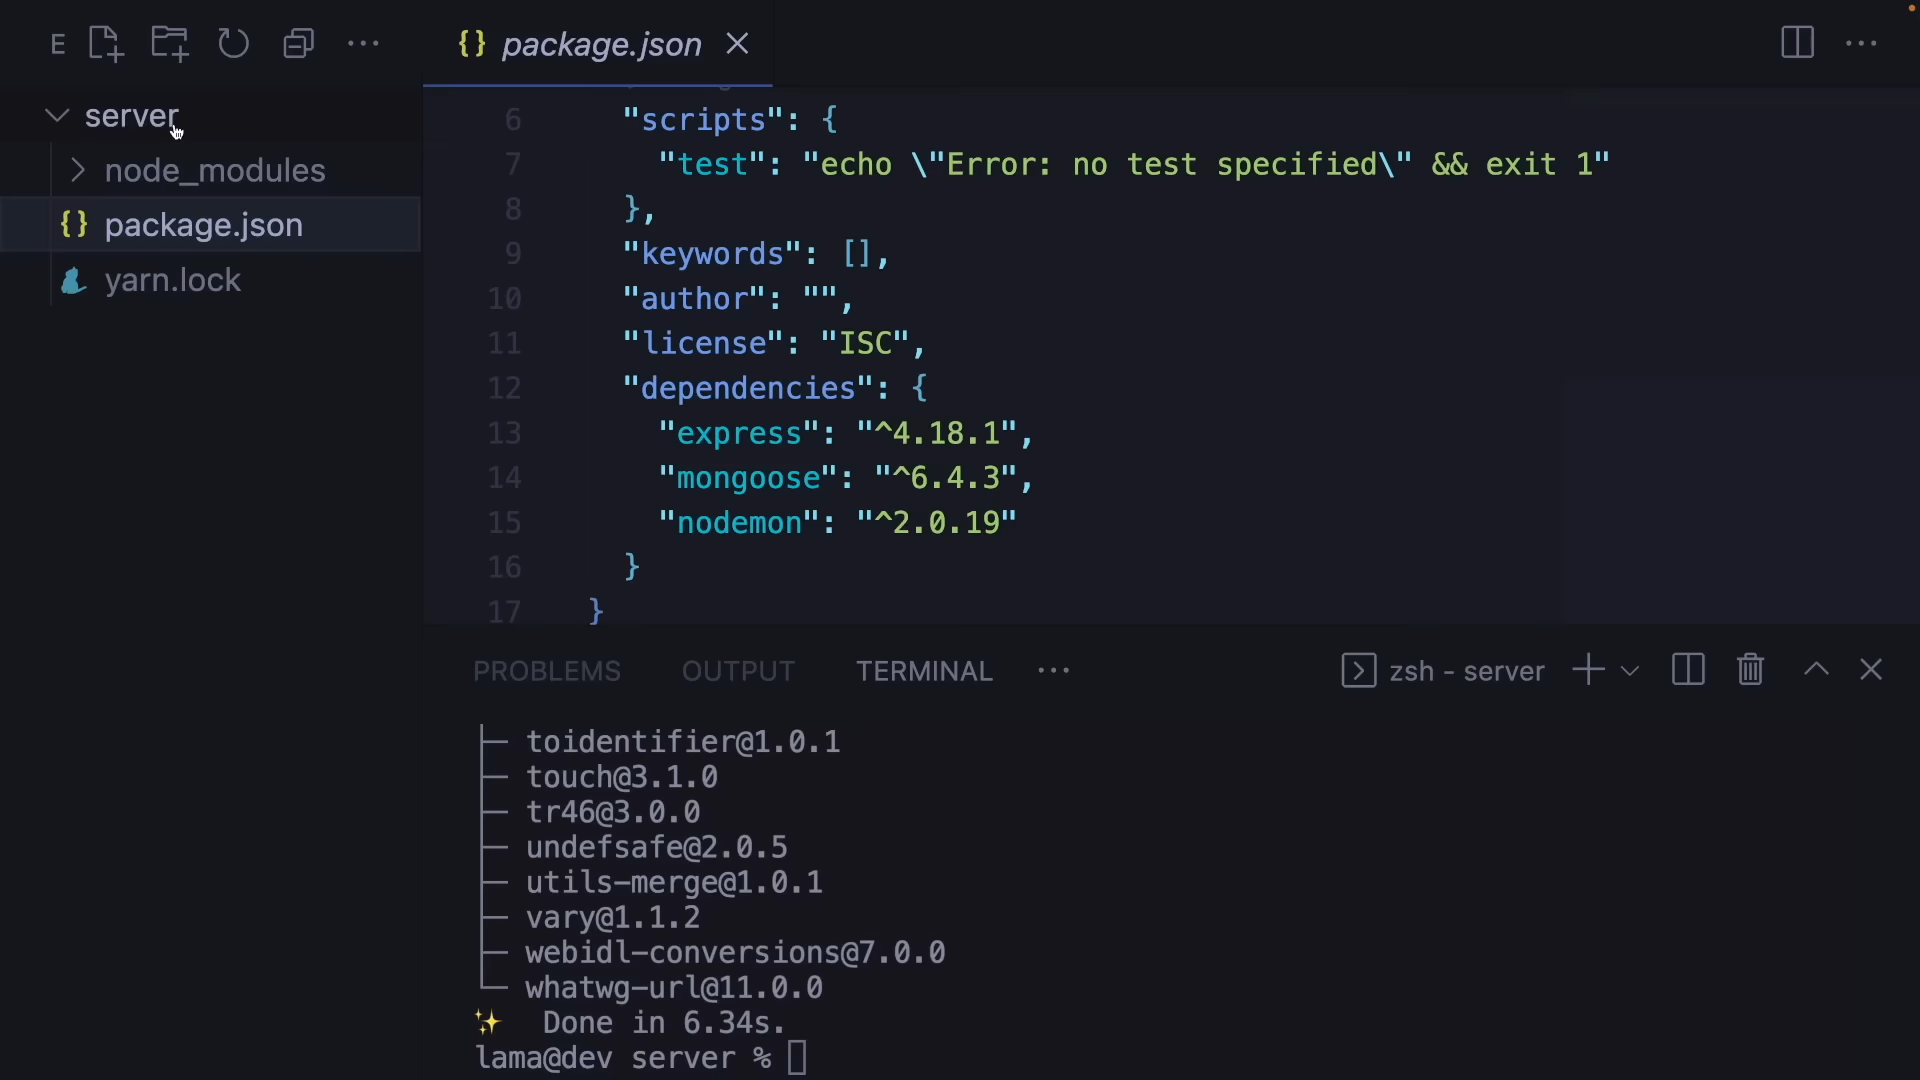 E
{} package.json
server
node_modules
{} package.json
yarn.lock
6 "scripts": {
7 "test": "echo \"Error: no test specified\" && exit 1"
8 },
9 "keywords": [],
10 "author": "",
11 "license": "ISC",
12 "dependencies": {
13 "express": "^4.18.1",
14 "mongoose": "^6.4.3",
15 "nodemon": "^2.0.19"
16 }
17 }
PROBLEMS OUTPUT TERMINAL ··· zsh - server
├─ toidentifier@1.0.1
├─ touch@3.1.0
├─ tr46@3.0.0
├─ undefsafe@2.0.5
├─ utils-merge@1.0.1
├─ vary@1.1.2
├─ webidl-conversions@7.0.0
└─ whatwg-url@11.0.0
✨ Done in 6.34s.
lama@dev server %